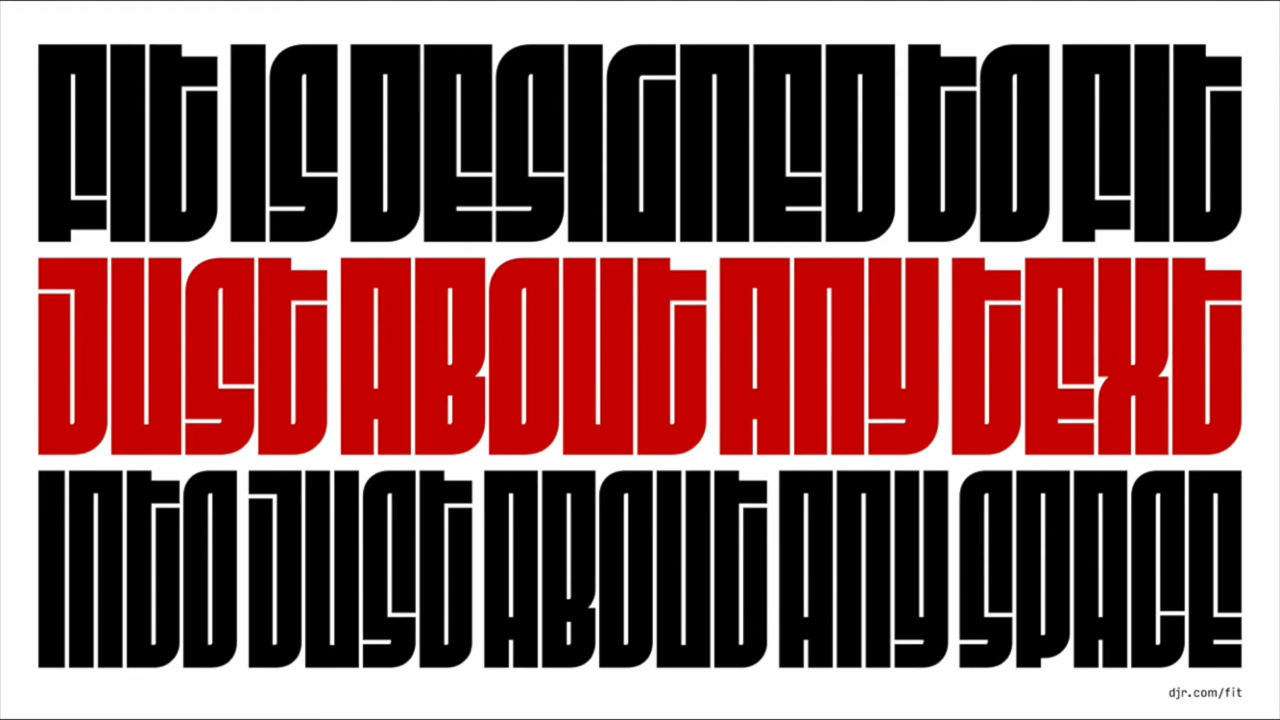 FIT IS DESIGNED TO FIT
JUST ABOUT ANY TEXT
INTO JUST ABOUT ANY SPACE
djr.com/fit